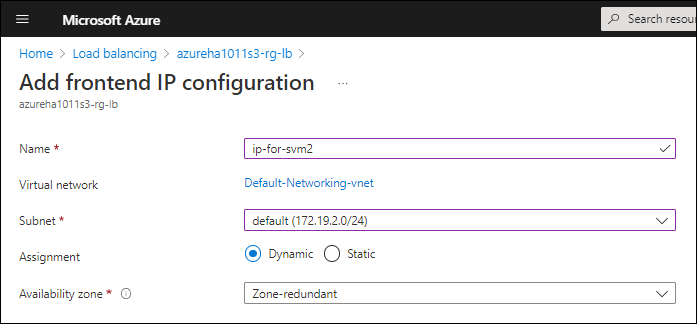 Microsoft Azure
Search resou
Home > Load balancing > azureha1011s3-rg-lb >
Add frontend IP configuration ...
azureha1011s3-rg-lb
Name * ip-for-svm2
Virtual network Default-Networking-vnet
Subnet * default (172.19.2.0/24)
Assignment Dynamic Static
Availability zone * Zone-redundant